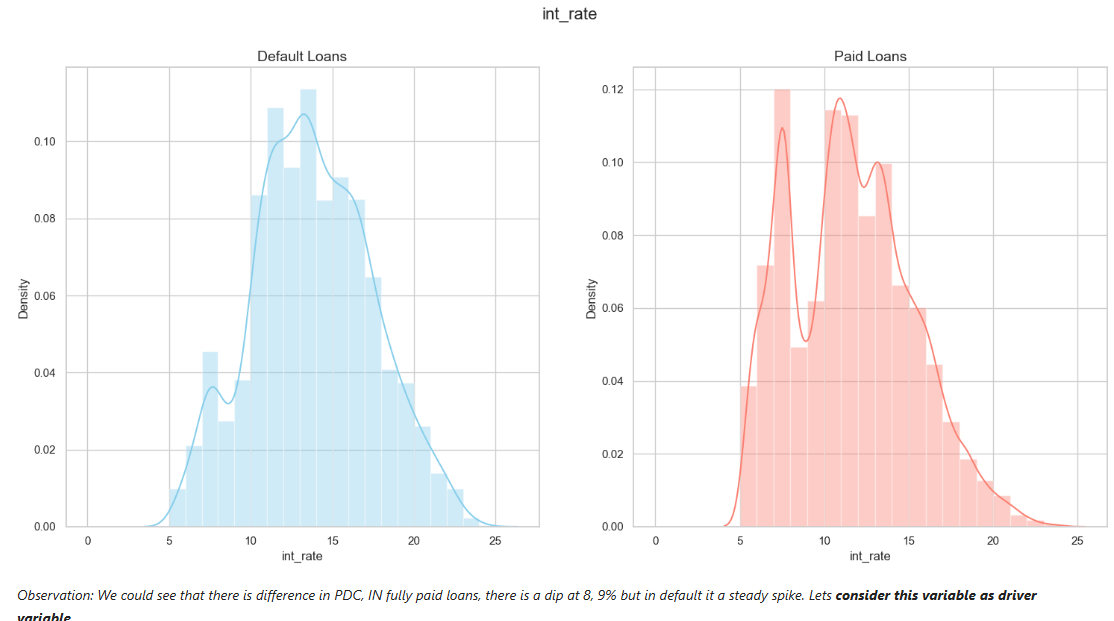 int_rate
Default Loans
Paid Loans
0.10
0.08
0.06
0.04
0.02
0.00
Density
0
5
10
15
20
25
int_rate
0.12
0.10
0.08
0.06
0.04
0.02
0.00
Density
0
5
10
15
20
25
int_rate
Observation: We could see that there is difference in PDC, IN fully paid loans, there is a dip at 8, 9% but in default it a steady spike. Lets consider this variable as driver
variable